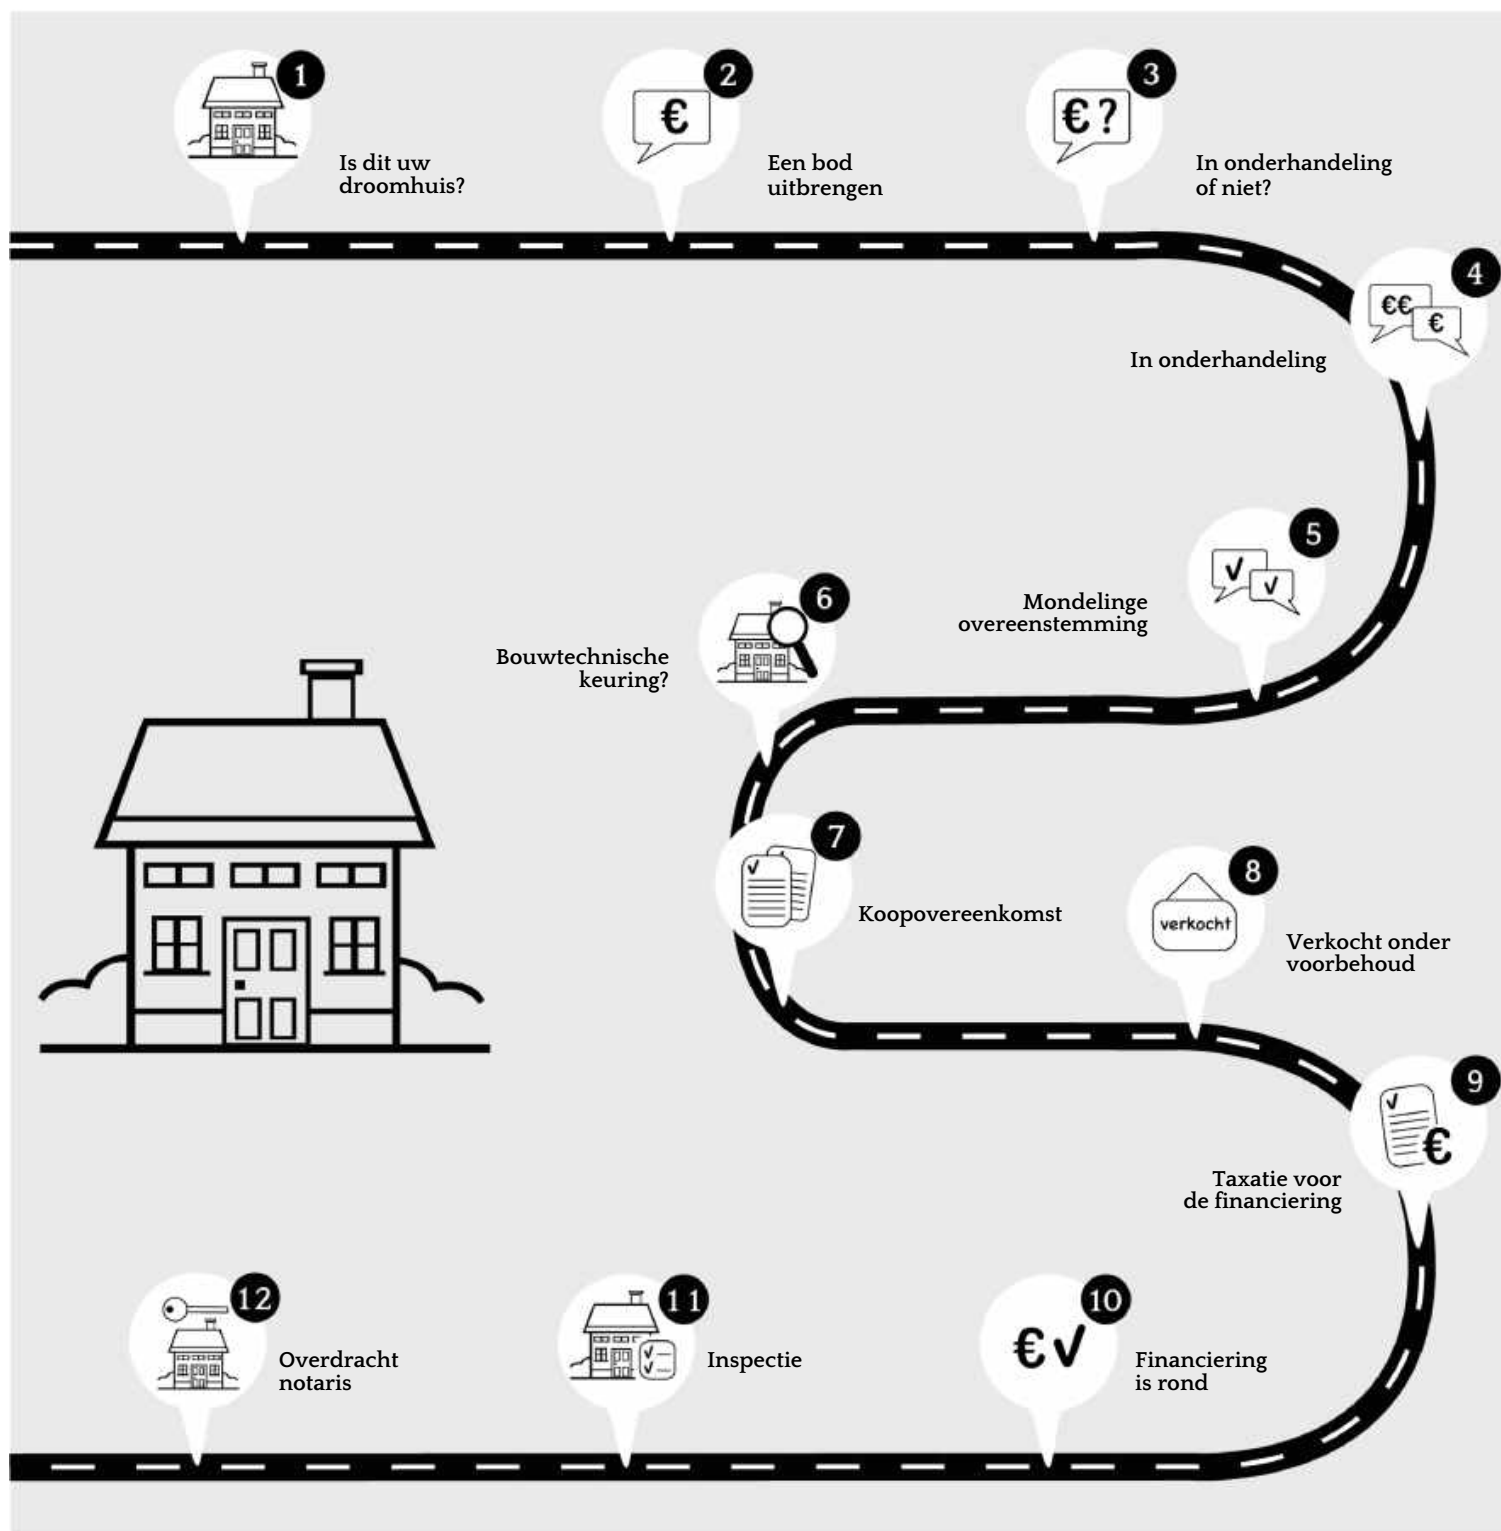 1
Is dit uw
droomhuis?
2
€
Een bod
uitbrengen
3
€ ?
In onderhandeling
of niet?
4
€€
€
In onderhandeling
5
Mondelinge
overeenstemming
6
Bouwtechnische
keuring?
7
Koopovereenkomst
8
verkocht
Verkocht onder
voorbehoud
9
€
Taxatie voor
de financiering
10
€
Financiering
is rond
11
Inspectie
12
Overdracht
notaris